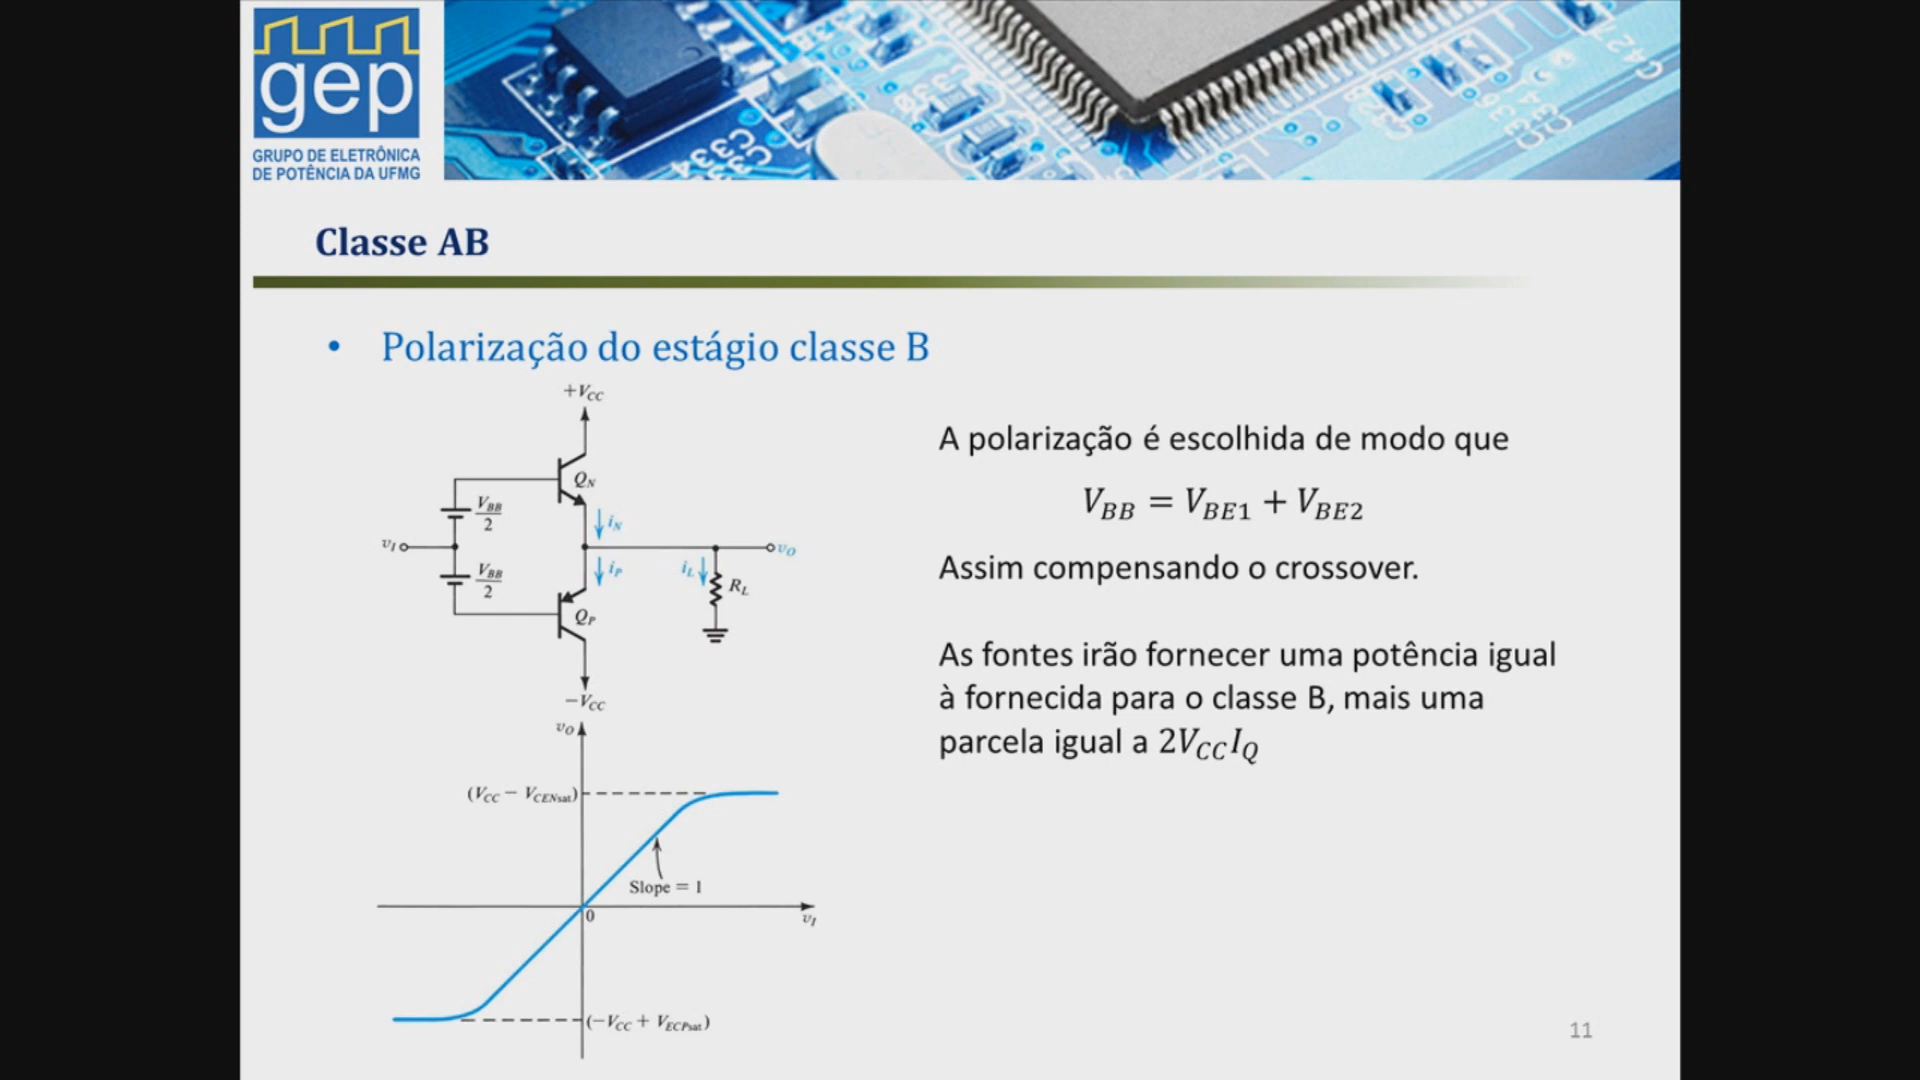 gep
GRUPO DE ELETRÔNICA
DE POTÊNCIA DA UFMG
Classe AB
• Polarização do estágio classe B
+V_CC
Q_N
V_BB
2
i_N
v_I
v_O
V_BB
2
i_P
i_L
R_L
Q_P
−V_CC
v_O
(V_CC − V_CENsat)
Slope = 1
0
v_I
(−V_CC + V_ECPsat)
A polarização é escolhida de modo que
V_BB = V_BE1 + V_BE2
Assim compensando o crossover.
As fontes irão fornecer uma potência igual
à fornecida para o classe B, mais uma
parcela igual a 2V_CC I_Q
11